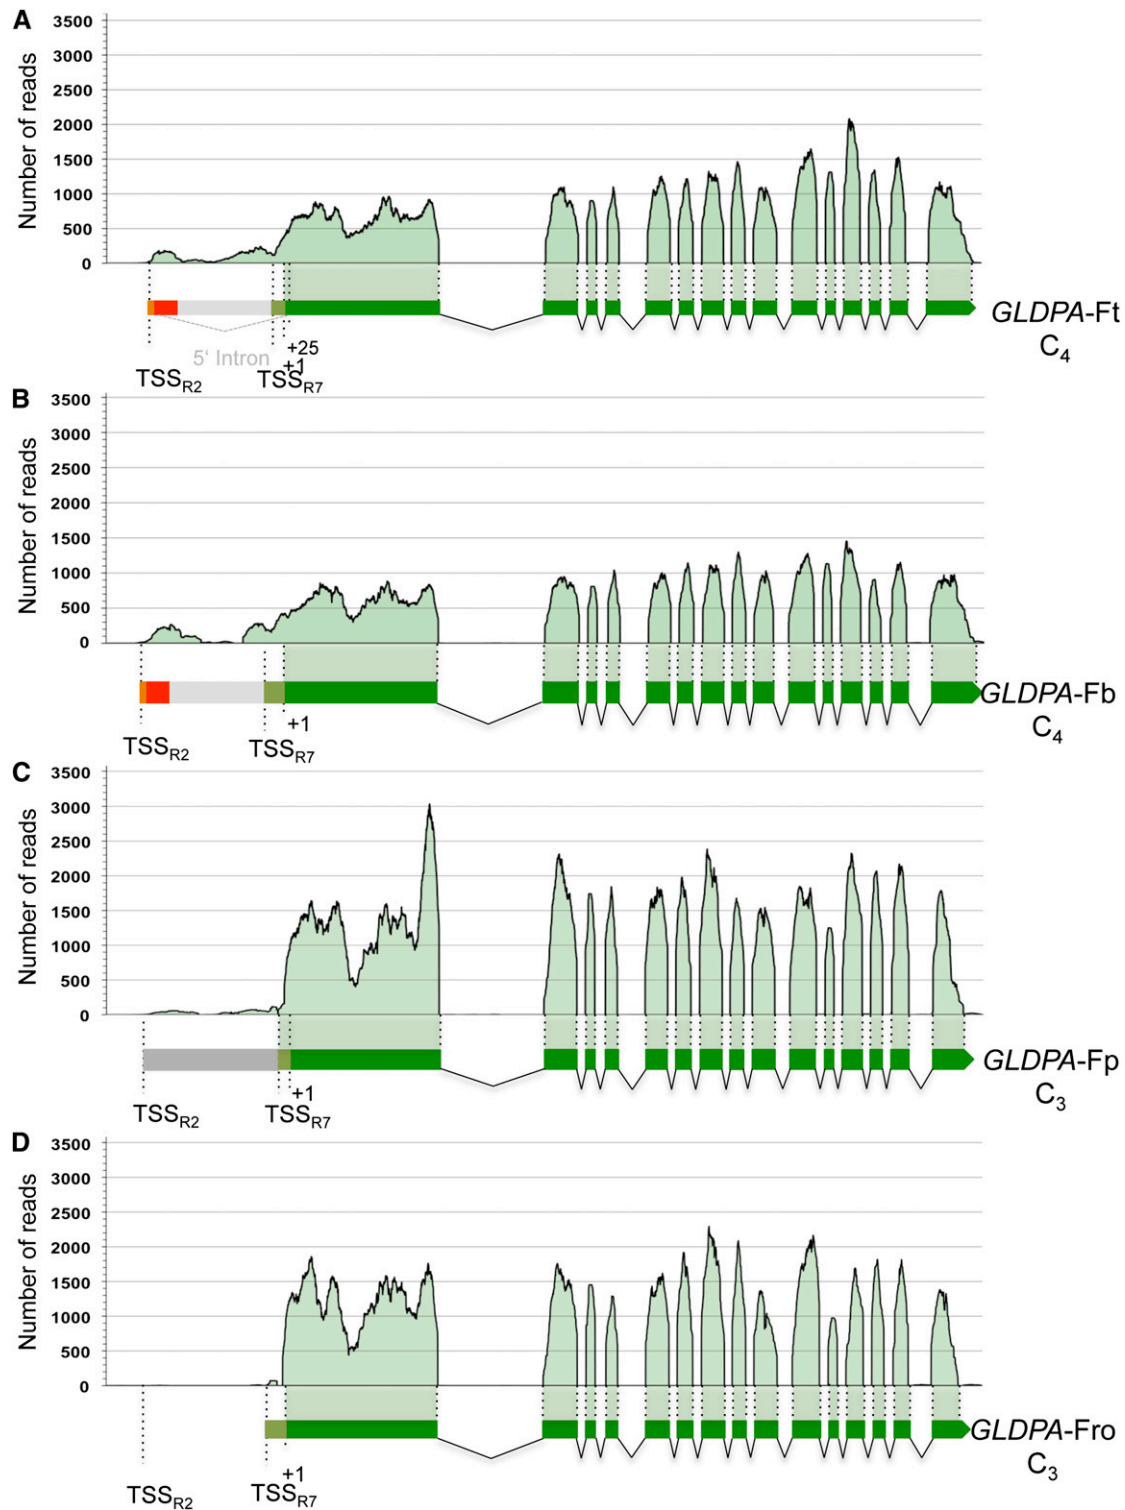 A
Number of reads
3500
3000
2500
2000
1500
1000
500
0
GLDPA-Ft
C4
5' Intron
+25
+1
TSSR2
TSSR7
B
Number of reads
3500
3000
2500
2000
1500
1000
500
0
GLDPA-Fb
C4
+1
TSSR2
TSSR7
C
Number of reads
3500
3000
2500
2000
1500
1000
500
0
GLDPA-Fp
C3
+1
TSSR2
TSSR7
D
Number of reads
3500
3000
2500
2000
1500
1000
500
0
GLDPA-Fro
C3
+1
TSSR2
TSSR7